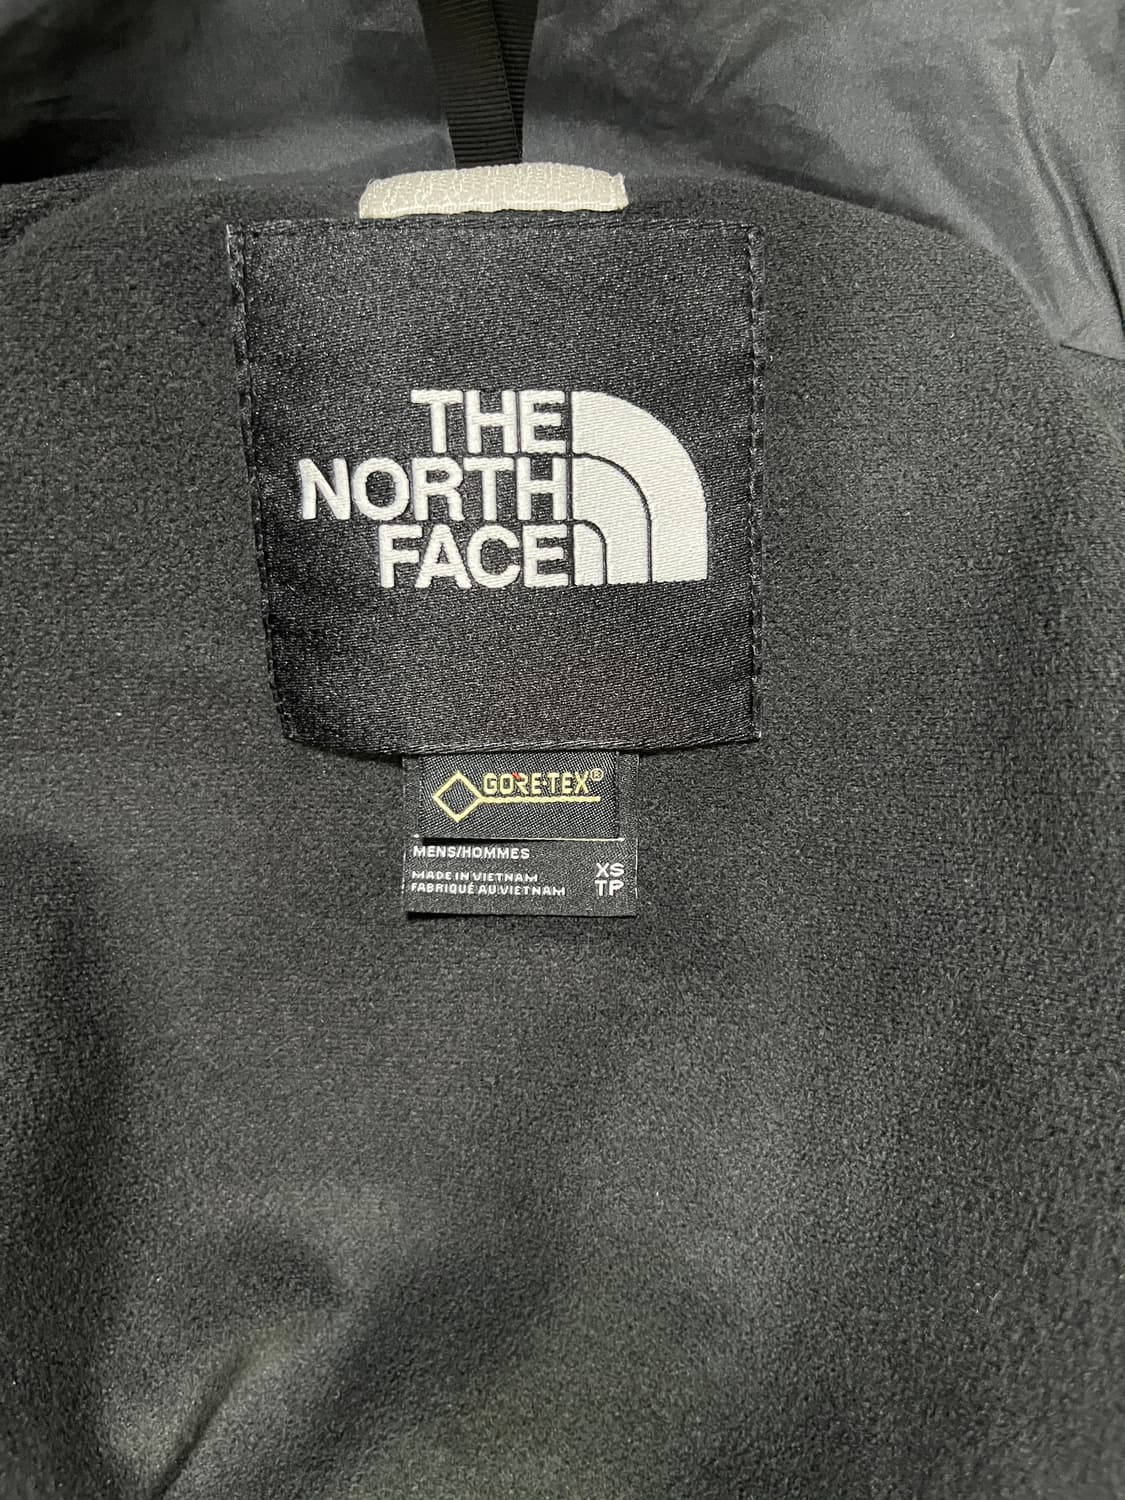 THE
NORTH
FACE
GORE-TEX®
MENS/HOMMES
MADE IN VIETNAM
FABRIQUÉ AU VIETNAM
XS
TP